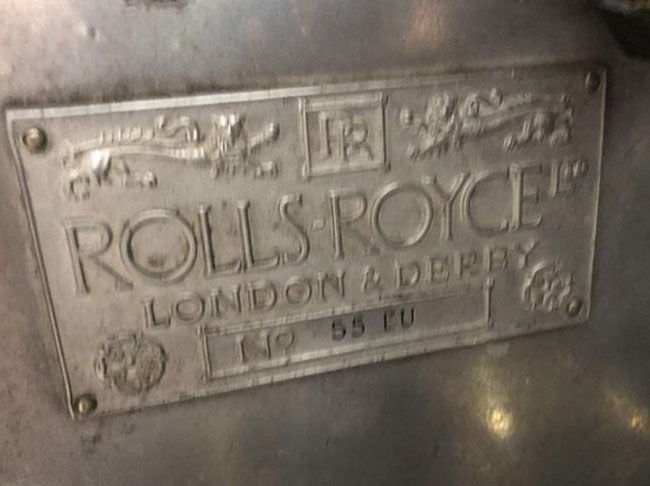 RR
ROLLS-ROYCE LTD
LONDON & DERBY
No 55 EU